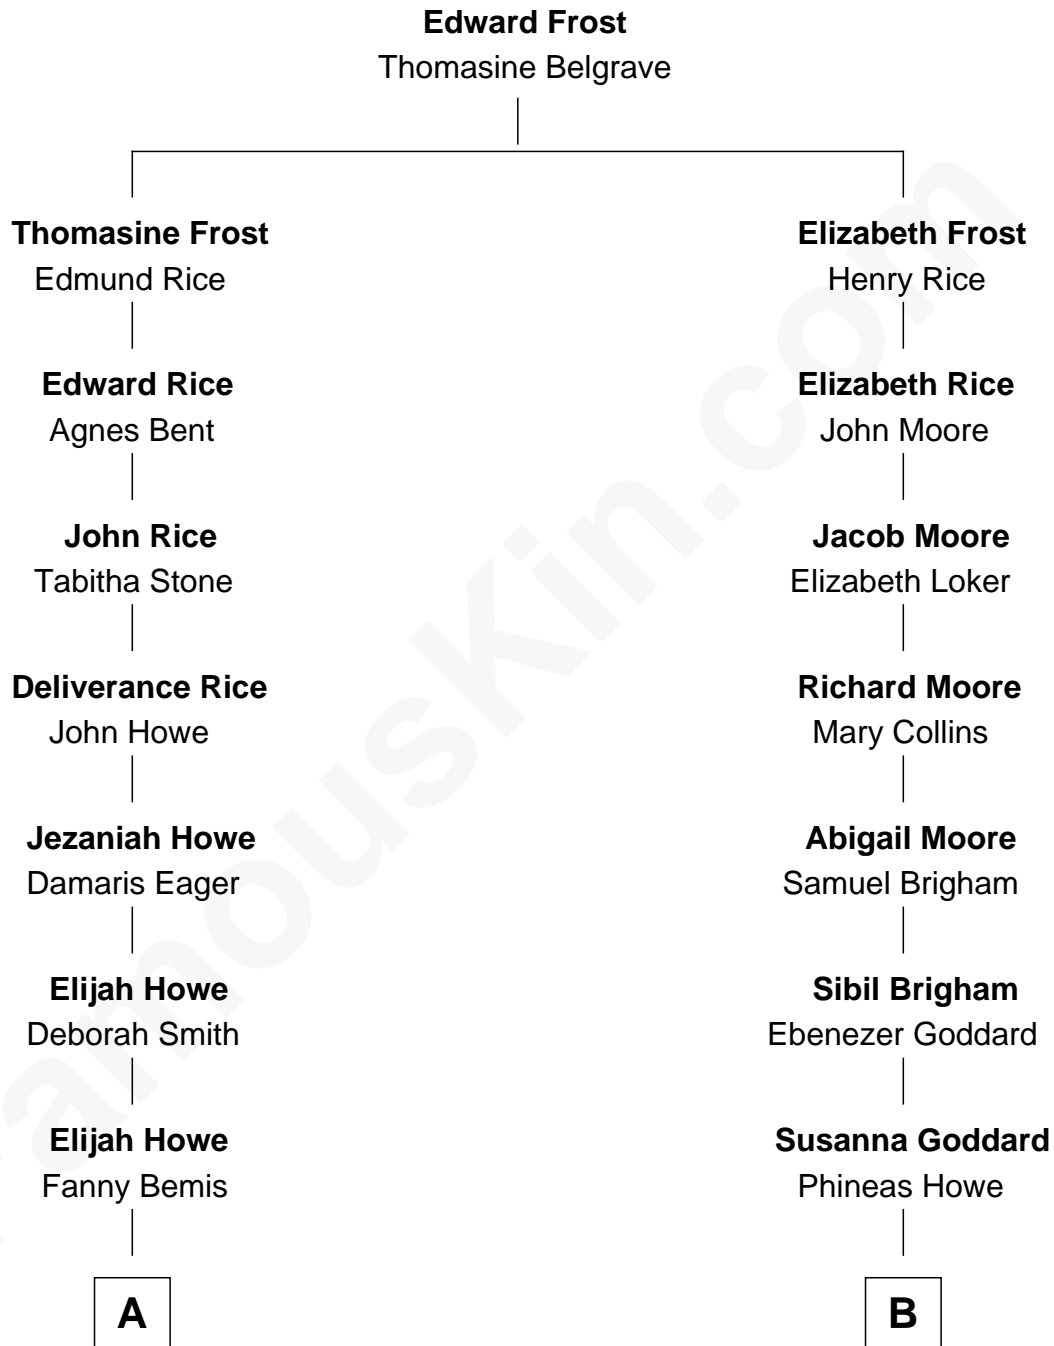 Edward Frost
Thomasine Belgrave
Thomasine Frost
Edmund Rice
Elizabeth Frost
Henry Rice
Edward Rice
Agnes Bent
Elizabeth Rice
John Moore
John Rice
Tabitha Stone
Jacob Moore
Elizabeth Loker
Deliverance Rice
John Howe
Richard Moore
Mary Collins
Jezaniah Howe
Damaris Eager
Abigail Moore
Samuel Brigham
Elijah Howe
Deborah Smith
Sibil Brigham
Ebenezer Goddard
Elijah Howe
Fanny Bemis
Susanna Goddard
Phineas Howe
A
B
famouskin.com